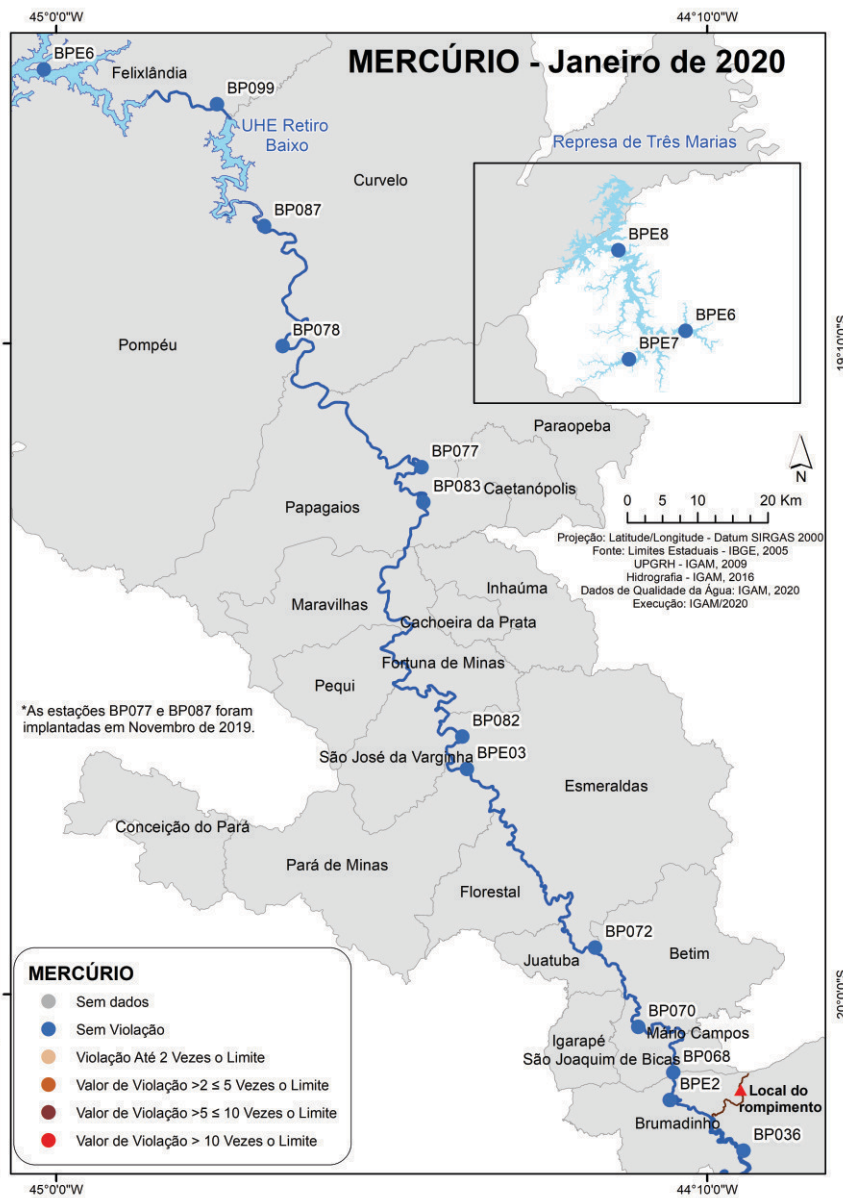 45°0'0"W
44°10'0"W
MERCÚRIO - Janeiro de 2020
BPE6
Felixlândia
BP099
UHE Retiro
Baixo
Represa de Três Marias
Curvelo
BP087
BPE8
BPE6
BPE7
BP078
Pompéu
19°10'0"S
Paraopeba
BP077
BP083
Caetanópolis
Papagaios
N
0 5 10 20 Km
Projeção: Latitude/Longitude - Datum SIRGAS 2000
Fonte: Limites Estaduais - IBGE, 2005
UPGRH - IGAM, 2009
Hidrografia - IGAM, 2016
Dados de Qualidade da Água: IGAM, 2020
Execução: IGAM/2020
Inhaúma
Maravilhas
Cachoeira da Prata
Fortuna de Minas
Pequi
*As estações BP077 e BP087 foram
implantadas em Novembro de 2019.
BP082
São José da Varginha
BPE03
Esmeraldas
Conceição do Pará
Pará de Minas
Florestal
BP072
Juatuba
Betim
20°0'0"S
BP070
Mário Campos
Igarapé
São Joaquim de Bicas
BP068
BPE2
Local do
rompimento
Brumadinho
BP036
MERCÚRIO
Sem dados
Sem Violação
Violação Até 2 Vezes o Limite
Valor de Violação >2 ≤ 5 Vezes o Limite
Valor de Violação >5 ≤ 10 Vezes o Limite
Valor de Violação > 10 Vezes o Limite
45°0'0"W
44°10'0"W